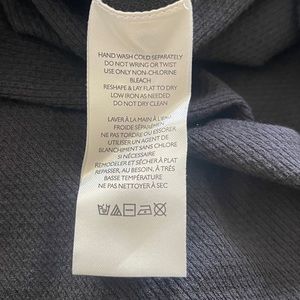 HAND WASH COLD SEPARATELY
DO NOT WRING OR TWIST
USE ONLY NON-CHLORINE
BLEACH
RESHAPE & LAY FLAT TO DRY
LOW IRON AS NEEDED
DO NOT DRY CLEAN
LAVER À LA MAIN À L'EAU
FROIDE SÉPARÉMENT
NE PAS TORDRE OU ESSORER
UTILISER UN AGENT DE
BLANCHIMENT SANS CHLORE
SI NÉCESSAIRE
REMODELER ET SÉCHER À PLAT
REPASSER, AU BESOIN, À TRÈS
BASSE TEMPÉRATURE
NE PAS NETTOYER À SEC